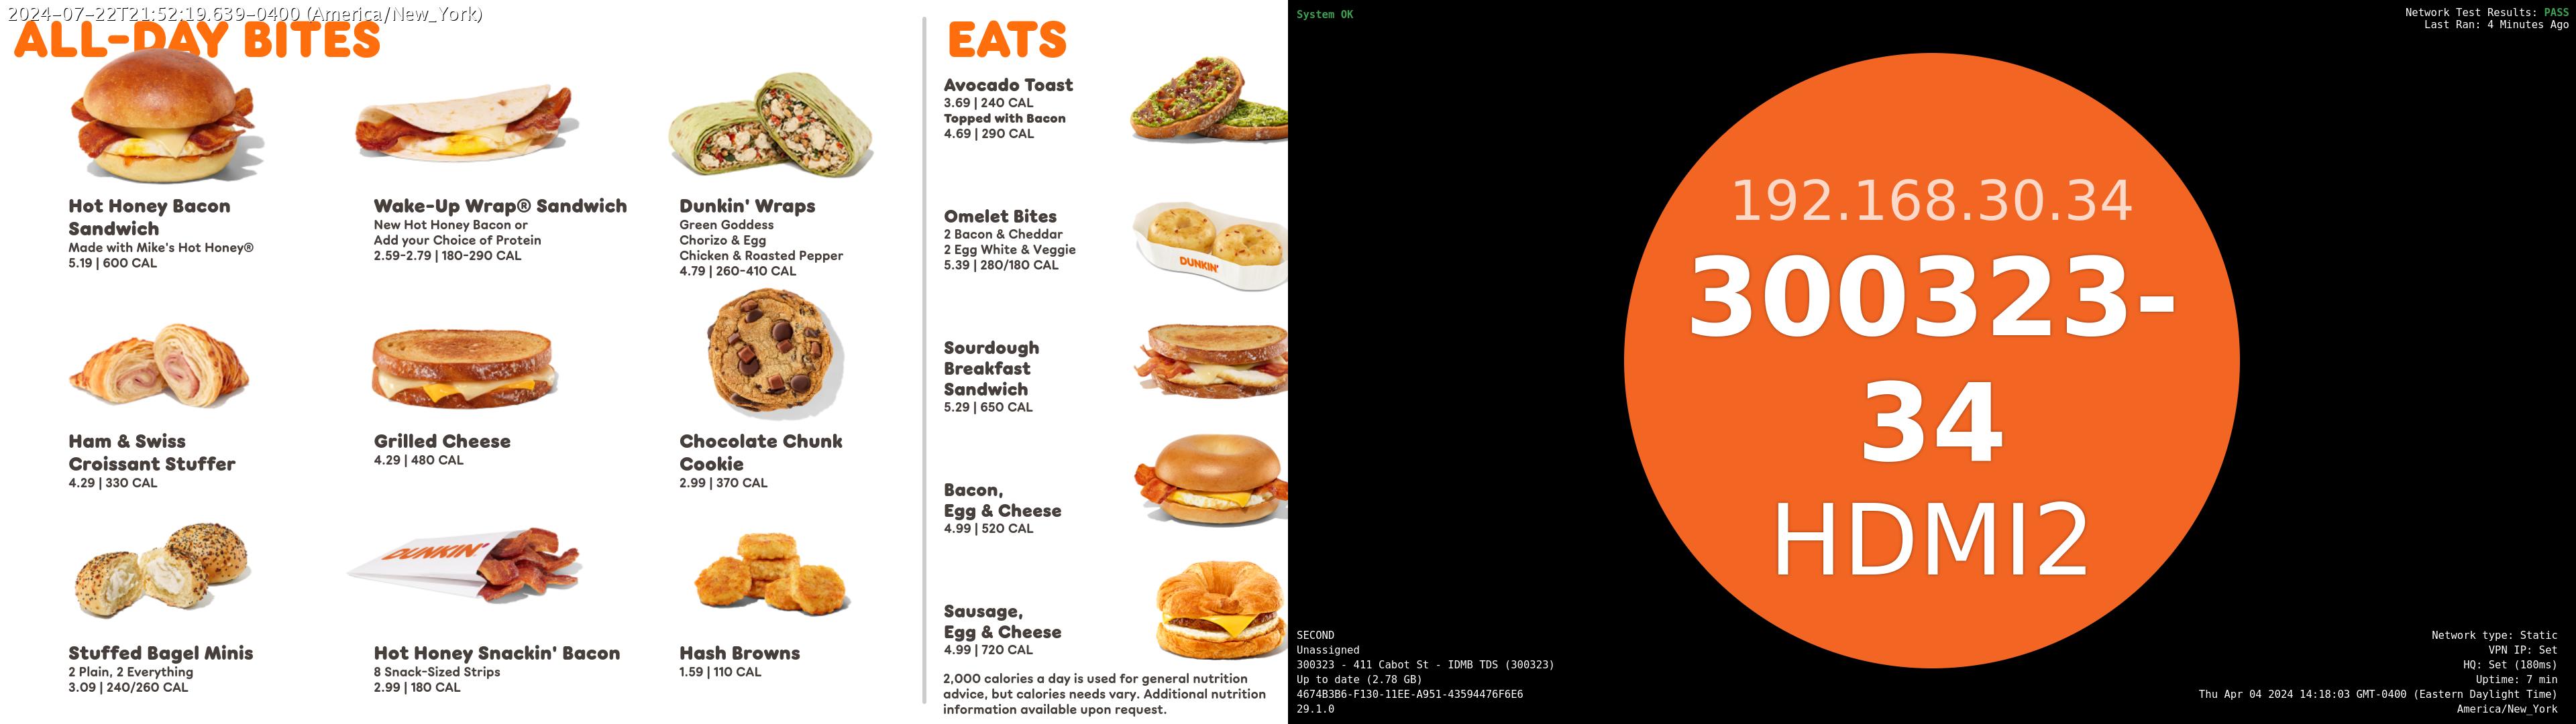 2024-07-22T21:52:19.639-0400 (America/New_York)
ALL-DAY BITES
Hot Honey Bacon
Sandwich
Made with Mike's Hot Honey®
5.19 | 600 CAL
Wake-Up Wrap® Sandwich
New Hot Honey Bacon or
Add your Choice of Protein
2.59-2.79 | 180-290 CAL
Dunkin' Wraps
Green Goddess
Chorizo & Egg
Chicken & Roasted Pepper
4.79 | 260-410 CAL
Ham & Swiss
Croissant Stuffer
4.29 | 330 CAL
Grilled Cheese
4.29 | 480 CAL
Chocolate Chunk
Cookie
2.99 | 370 CAL
DUNKIN'
Stuffed Bagel Minis
2 Plain, 2 Everything
3.09 | 240/260 CAL
Hot Honey Snackin' Bacon
8 Snack-Sized Strips
2.99 | 180 CAL
Hash Browns
1.59 | 110 CAL
EATS
Avocado Toast
3.69 | 240 CAL
Topped with Bacon
4.69 | 290 CAL
Omelet Bites
2 Bacon & Cheddar
2 Egg White & Veggie
5.39 | 280/180 CAL
DUNKIN'
Sourdough
Breakfast
Sandwich
5.29 | 650 CAL
Bacon,
Egg & Cheese
4.99 | 520 CAL
Sausage,
Egg & Cheese
4.99 | 720 CAL
2,000 calories a day is used for general nutrition
advice, but calories needs vary. Additional nutrition
information available upon request.
System OK
Network Test Results: PASS
Last Ran: 4 Minutes Ago
192.168.30.34
300323-
34
HDMI2
SECOND
Unassigned
300323 - 411 Cabot St - IDMB TDS (300323)
Up to date (2.78 GB)
4674B3B6-F130-11EE-A951-43594476F6E6
29.1.0
Network type: Static
VPN IP: Set
HQ: Set (180ms)
Uptime: 7 min
Thu Apr 04 2024 14:18:03 GMT-0400 (Eastern Daylight Time)
America/New_York